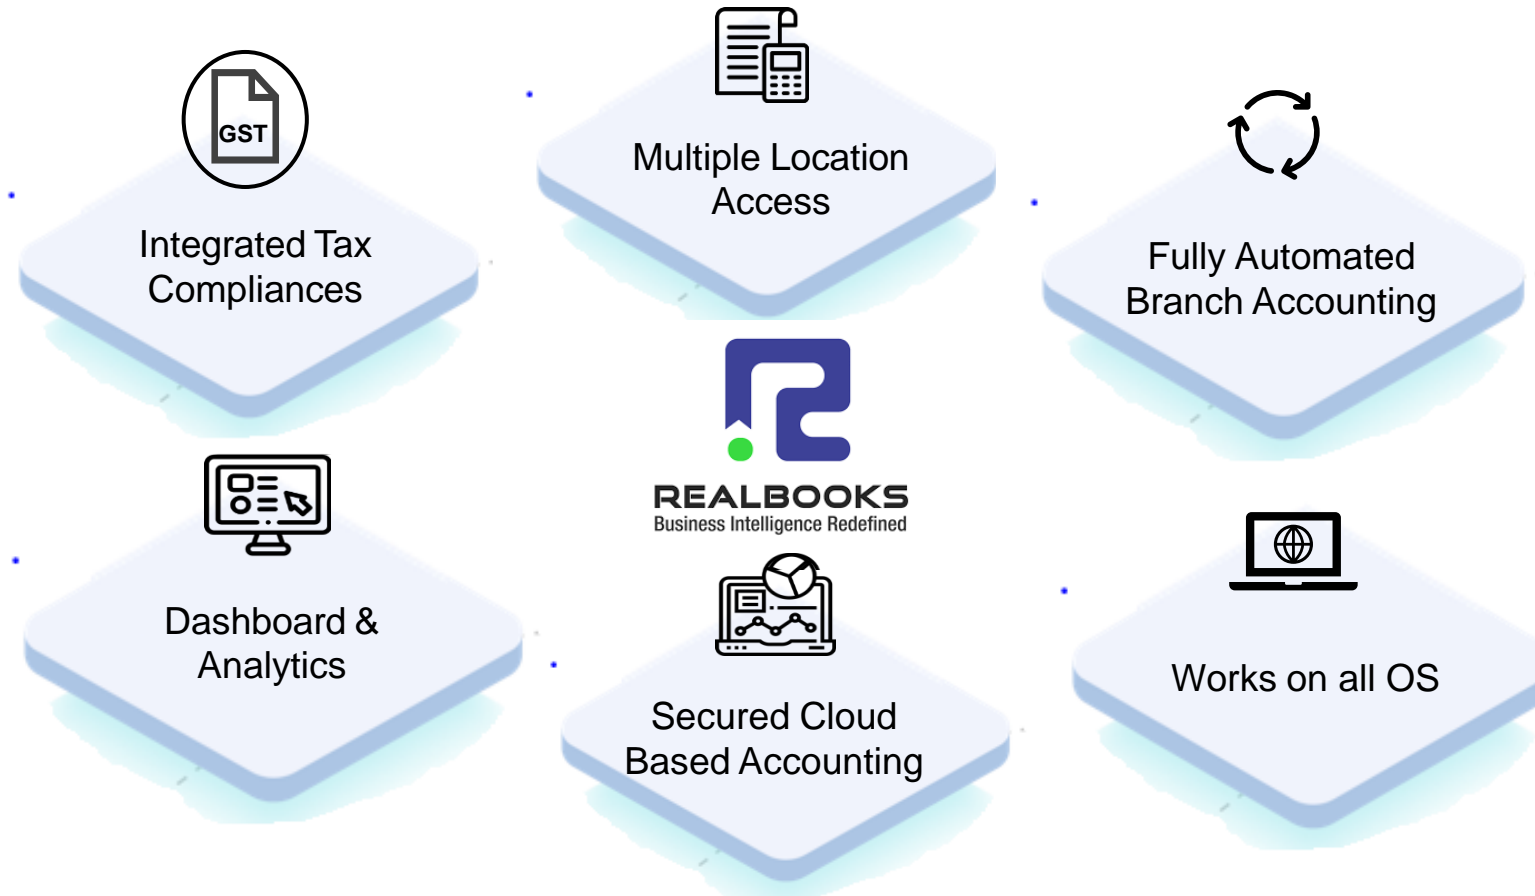 GST
Integrated Tax
Compliances
Multiple Location
Access
Fully Automated
Branch Accounting
REALBOOKS
Business Intelligence Redefined
Dashboard &
Analytics
Secured Cloud
Based Accounting
Works on all OS